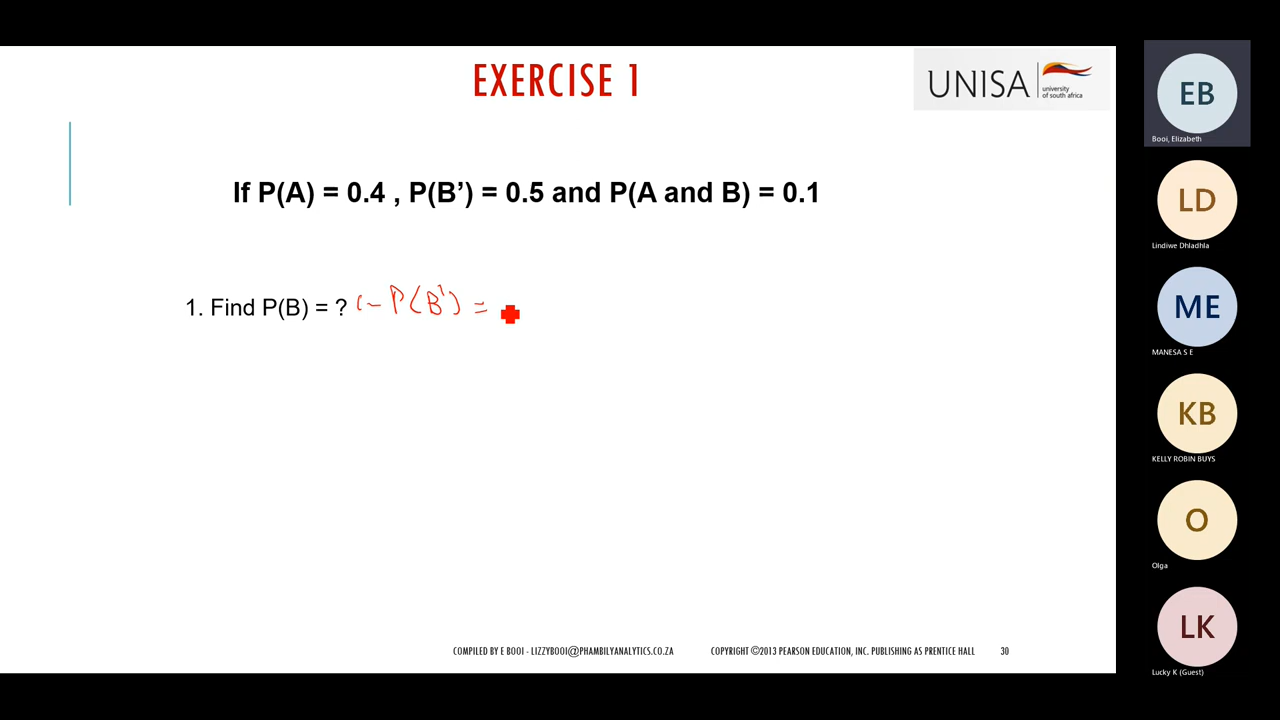 EXERCISE 1
UNISA
university
of south africa
If P(A) = 0.4 , P(B’) = 0.5 and P(A and B) = 0.1
1. Find P(B) = ? 1 - P(B') =
COMPILED BY E BOOI - LIZZYBOOI@PHAMBILYANALYTICS.CO.ZA
COPYRIGHT ©2013 PEARSON EDUCATION, INC. PUBLISHING AS PRENTICE HALL
30
EB
Booi, Elizabeth
LD
Lindiwe Dhladhla
ME
MANESA S E
KB
KELLY ROBIN BUYS
O
Olga
LK
Lucky K (Guest)